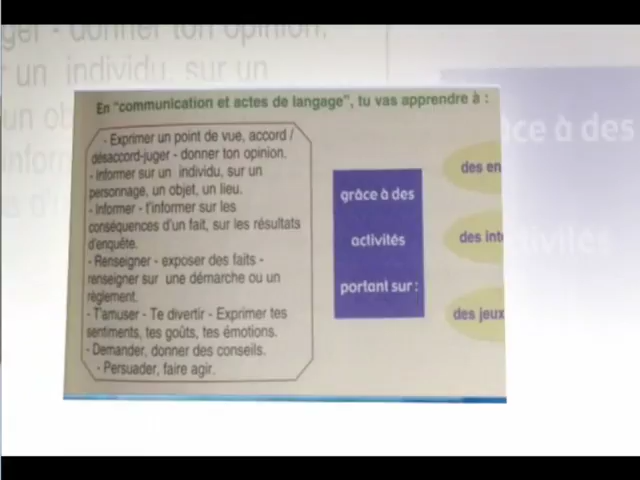 En "communication et actes de langage", tu vas apprendre à :
- Exprimer un point de vue, accord /
désaccord-juger - donner ton opinion.
- Informer sur un individu, sur un
personnage, un objet, un lieu.
- Informer - t'informer sur les
conséquences d'un fait, sur les résultats
d'enquête.
- Renseigner - exposer des faits -
renseigner sur une démarche ou un
règlement.
- T'amuser - Te divertir - Exprimer tes
sentiments, tes goûts, tes émotions.
- Demander, donner des conseils.
- Persuader, faire agir.
grâce à des
activités
portant sur :
des en
des int
des jeux